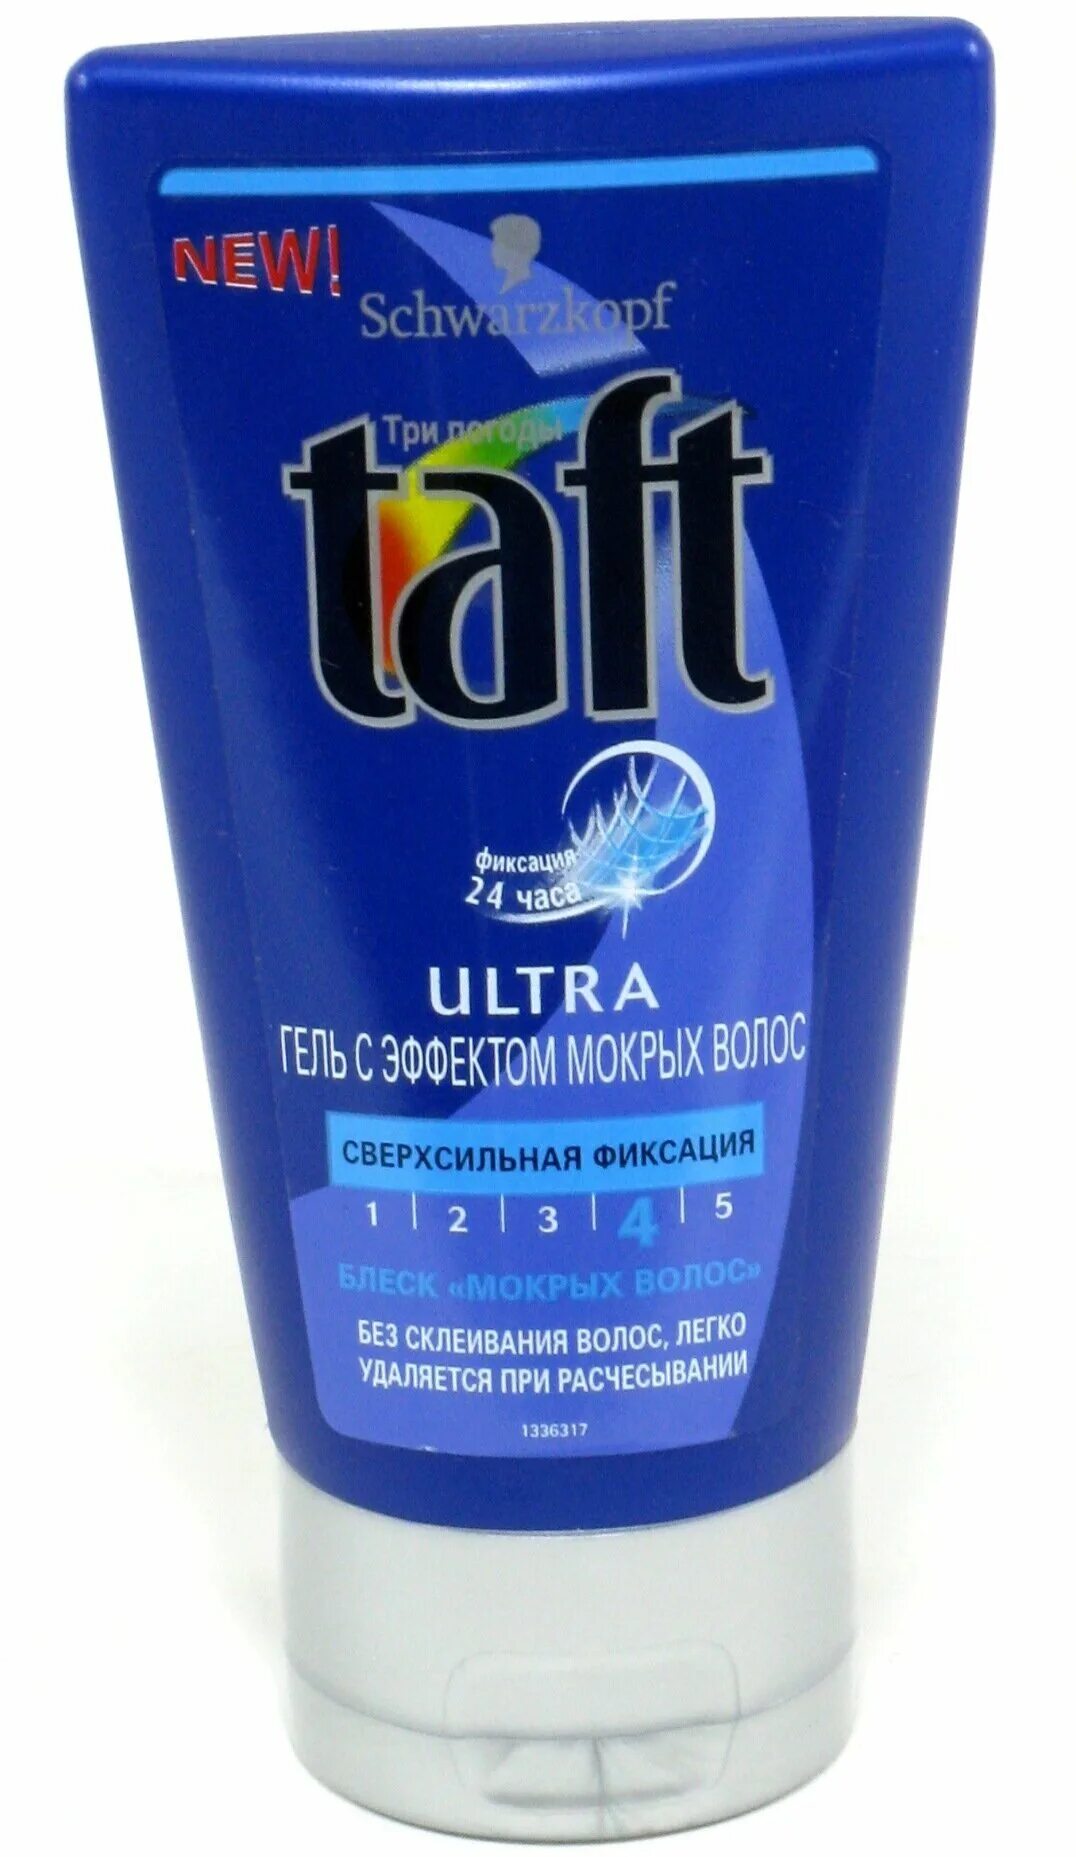 NEW!
Schwarzkopf
Три погоды
taft
фиксация
24 часа
ULTRA
ГЕЛЬ С ЭФФЕКТОМ МОКРЫХ ВОЛОС
СВЕРХСИЛЬНАЯ ФИКСАЦИЯ
1 | 2 | 3 | 4 | 5
БЛЕСК «МОКРЫХ ВОЛОС»
БЕЗ СКЛЕИВАНИЯ ВОЛОС, ЛЕГКО
УДАЛЯЕТСЯ ПРИ РАСЧЕСЫВАНИИ
1336317